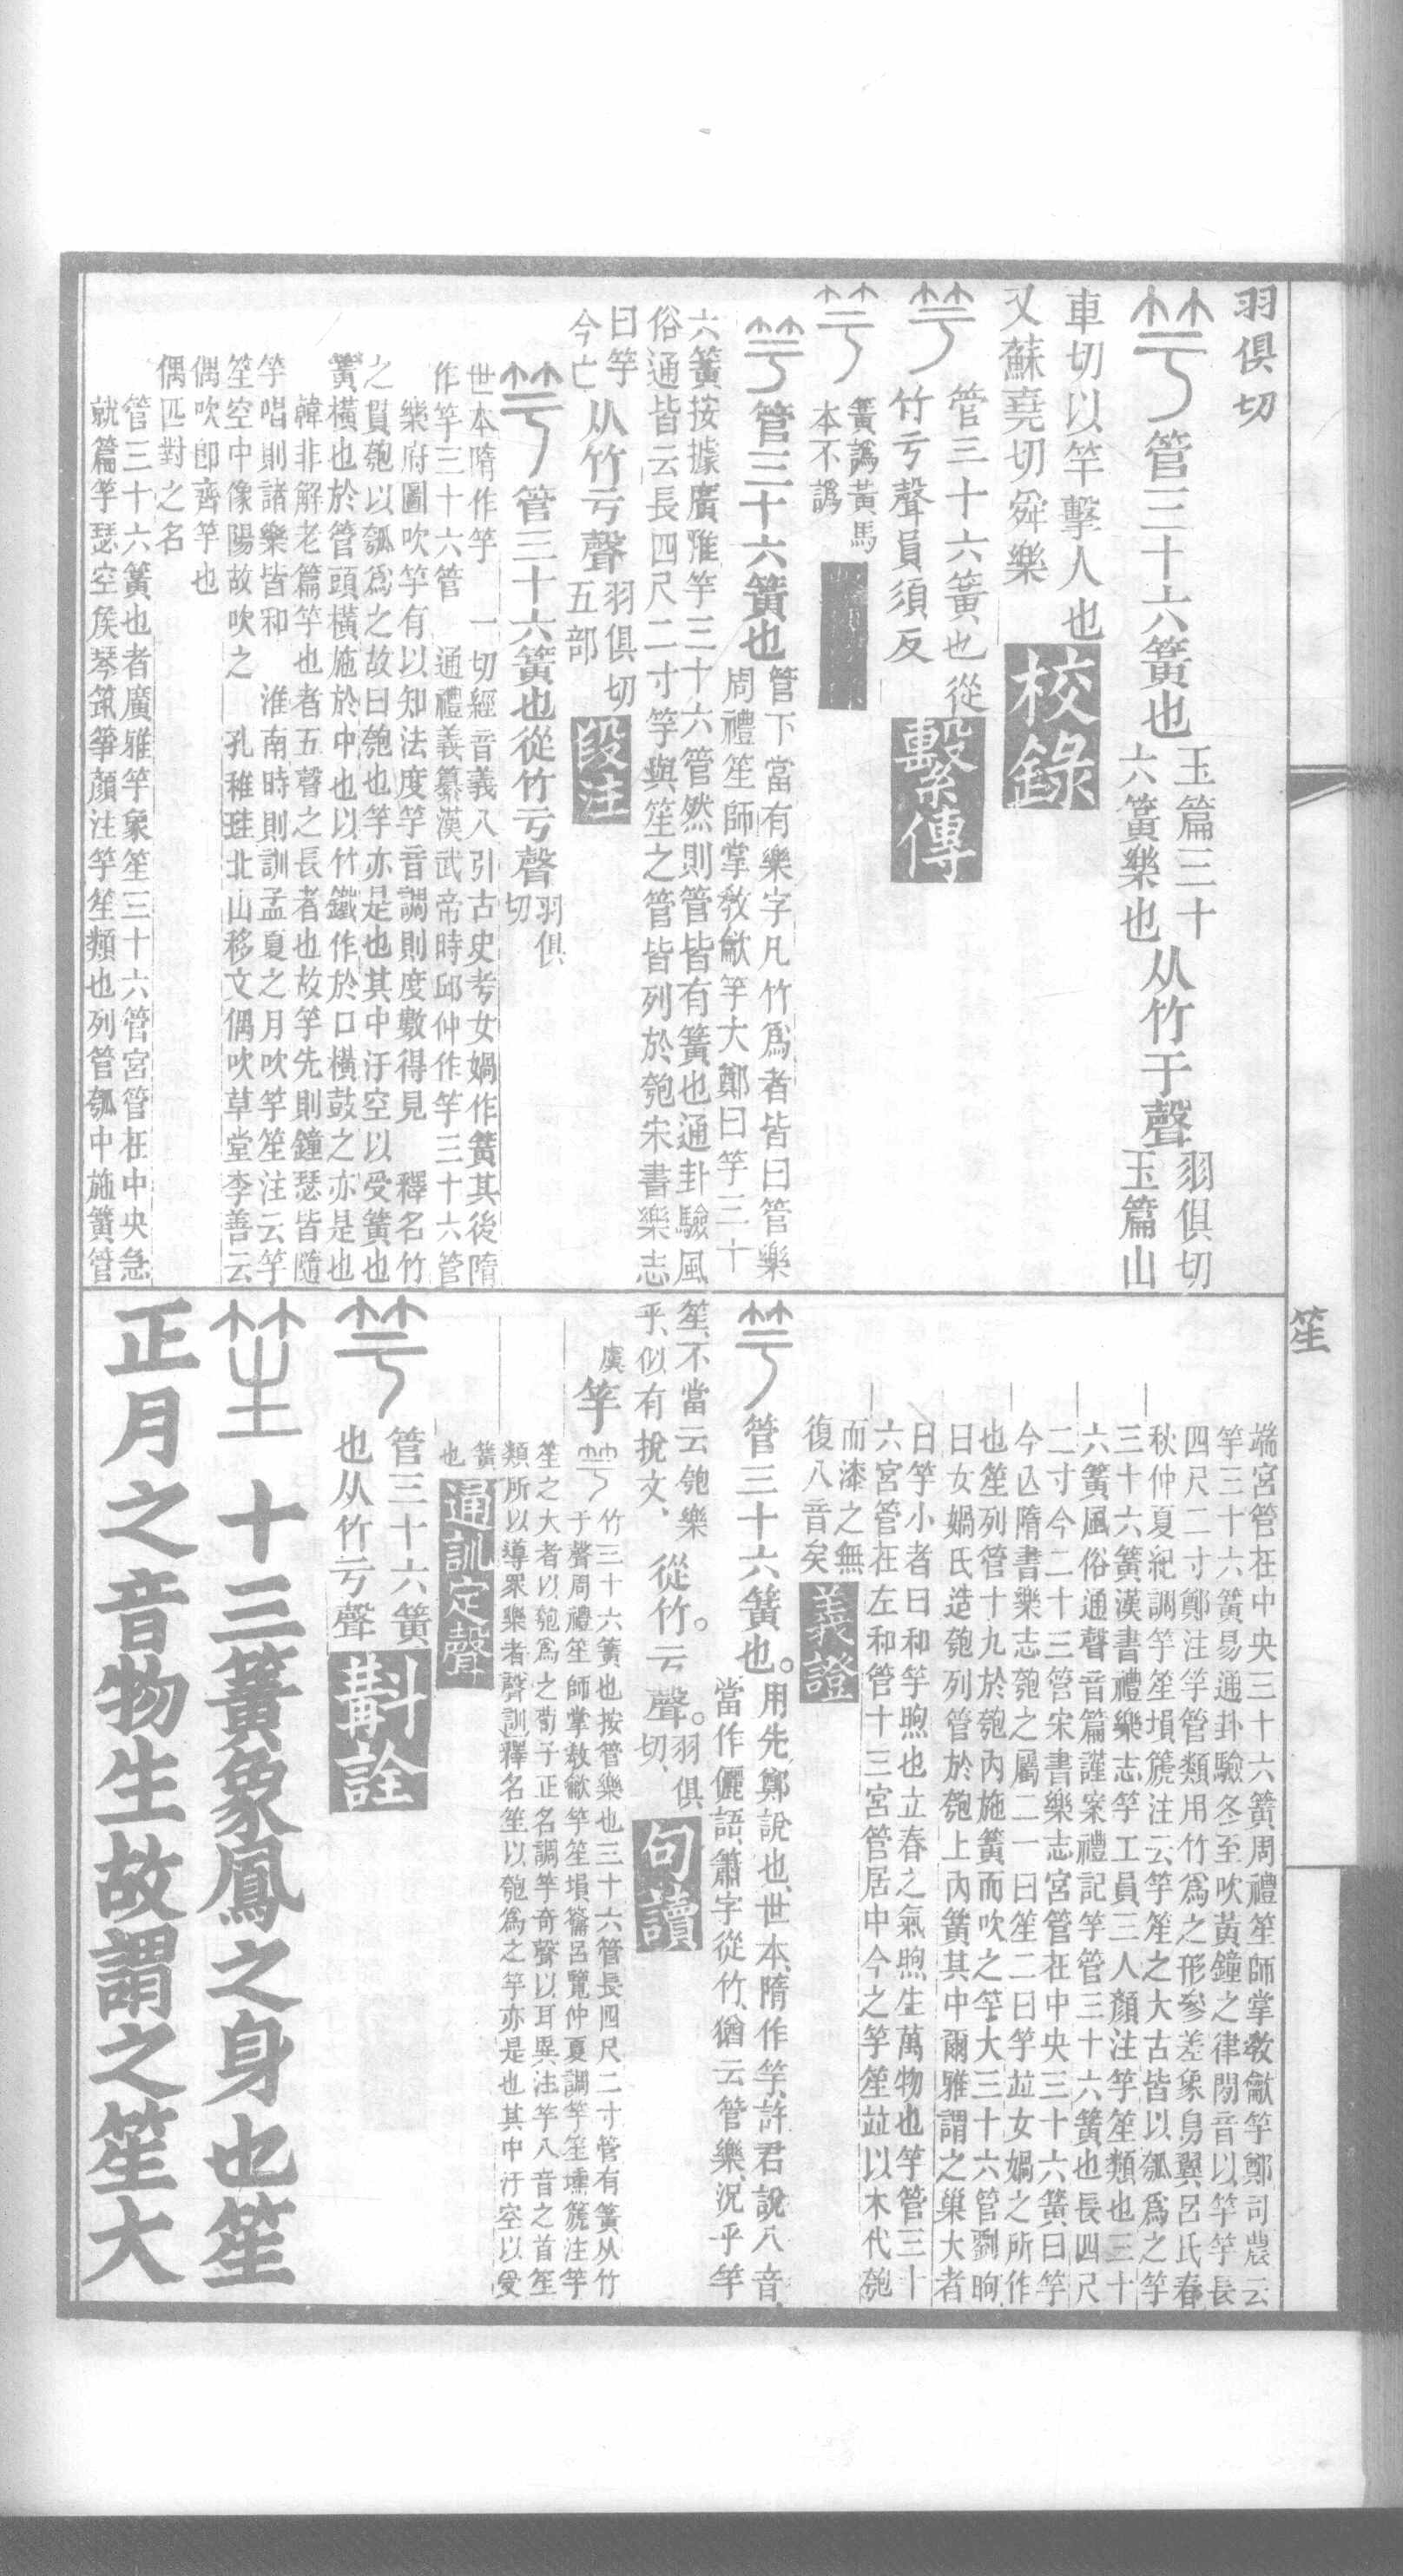 羽俱切
管三十六簧也
玉篇三十
六簧樂也
从竹于聲
羽俱切
玉篇山
車切以竿擊人也
又蘇堯切舜樂
校錄
管三十六簧也從
竹亏聲員須反
繫傳
簧譌黃馬
本不譌
管三十六簧也
管下當有樂字凡竹爲者皆曰管樂
周禮笙師掌敎龡竽大鄭曰竽三十
六簧按據廣雅竽三十六管然則管皆有簧也通卦驗風
俗通皆云長四尺二寸竽與笙之管皆列於匏宋書樂志
曰竽
今亡
从竹亏聲
羽俱切
五部
段注
管三十六簧也從竹亏聲
羽俱
切
世本隋作竽 一切經音義八引古史考女媧作簧其後隋
作竽三十六管 通禮義纂漢武帝時邱仲作竽三十六管
樂府圖吹竽有以知法度竽音調則度數得見 釋名竹
之貫匏以瓠爲之故曰匏也竽亦是也其中汙空以受簧也
簧橫也於管頭橫施於中也以竹鐵作於口橫鼓之亦是也
韓非解老篇竽也者五聲之長者也故竽先則鐘瑟皆隨
竽唱則諸樂皆和 淮南時則訓孟夏之月吹竽笙注云竽
笙空中像陽故吹之 孔稚珪北山移文偶吹草堂李善云
偶吹卽齊竽也
偶匹對之名
管三十六簧也者廣雅竽象笙三十六管宮管在中央急
就篇竽瑟空矦琴筑箏顏注竽笙類也列管瓠中施簧管
端宮管在中央三十六簧周禮笙師掌敎龡竽鄭司農云
竽三十六簧易通卦驗冬至吹黃鐘之律閒音以竽竽長
四尺二寸鄭注竽管類用竹爲之形參差象鳥翼呂氏春
秋仲夏紀調竽笙塤篪注云竽笙之大古皆以瓠爲之竽
三十六簧漢書禮樂志竽工員三人顏注竽笙類也三十
六簧風俗通聲音篇謹案禮記竽管三十六簧也長四尺
二寸今二十三管宋書樂志宮管在中央三十六簧曰竽
今亾隋書樂志匏之屬二一曰笙二曰竽竝女媧之所作
也笙列管十九於匏內施簧而吹之竽大三十六管劉昫
曰女媧氏造匏列管於匏上內簧其中爾雅謂之巢大者
曰竽小者曰和竽煦也立春之氣煦生萬物也竽管三十
六宮管在左和管十三宮管居中今之竽笙竝以木代匏
而漆之無
復八音矣
義證
管三十六簧也。
用先鄭說也、世本、隋作竽、許君說八音、
當作儷語、簫字從竹、猶云管樂、況乎竽
笙、不當云匏樂
乎、似有挩文、
從竹亏聲。
羽俱
切、
句讀
虞
竽
竹三十六簧也按管樂也三十六管長四尺二寸管有簧从竹
于聲周禮笙師掌敎龡竽笙塤籥呂覽仲夏調竽笙壎篪注竽
笙之大者以匏爲之荀子正名調竽奇聲以耳異注竽八音之首笙
類所以導眾樂者聲訓釋名笙以匏爲之竽亦是也其中汙空以受
簧
也
通訓定聲
管三十六簧
也从竹亏聲
斠詮
十三簧象鳳之身也笙
正月之音物生故謂之笙大
笙